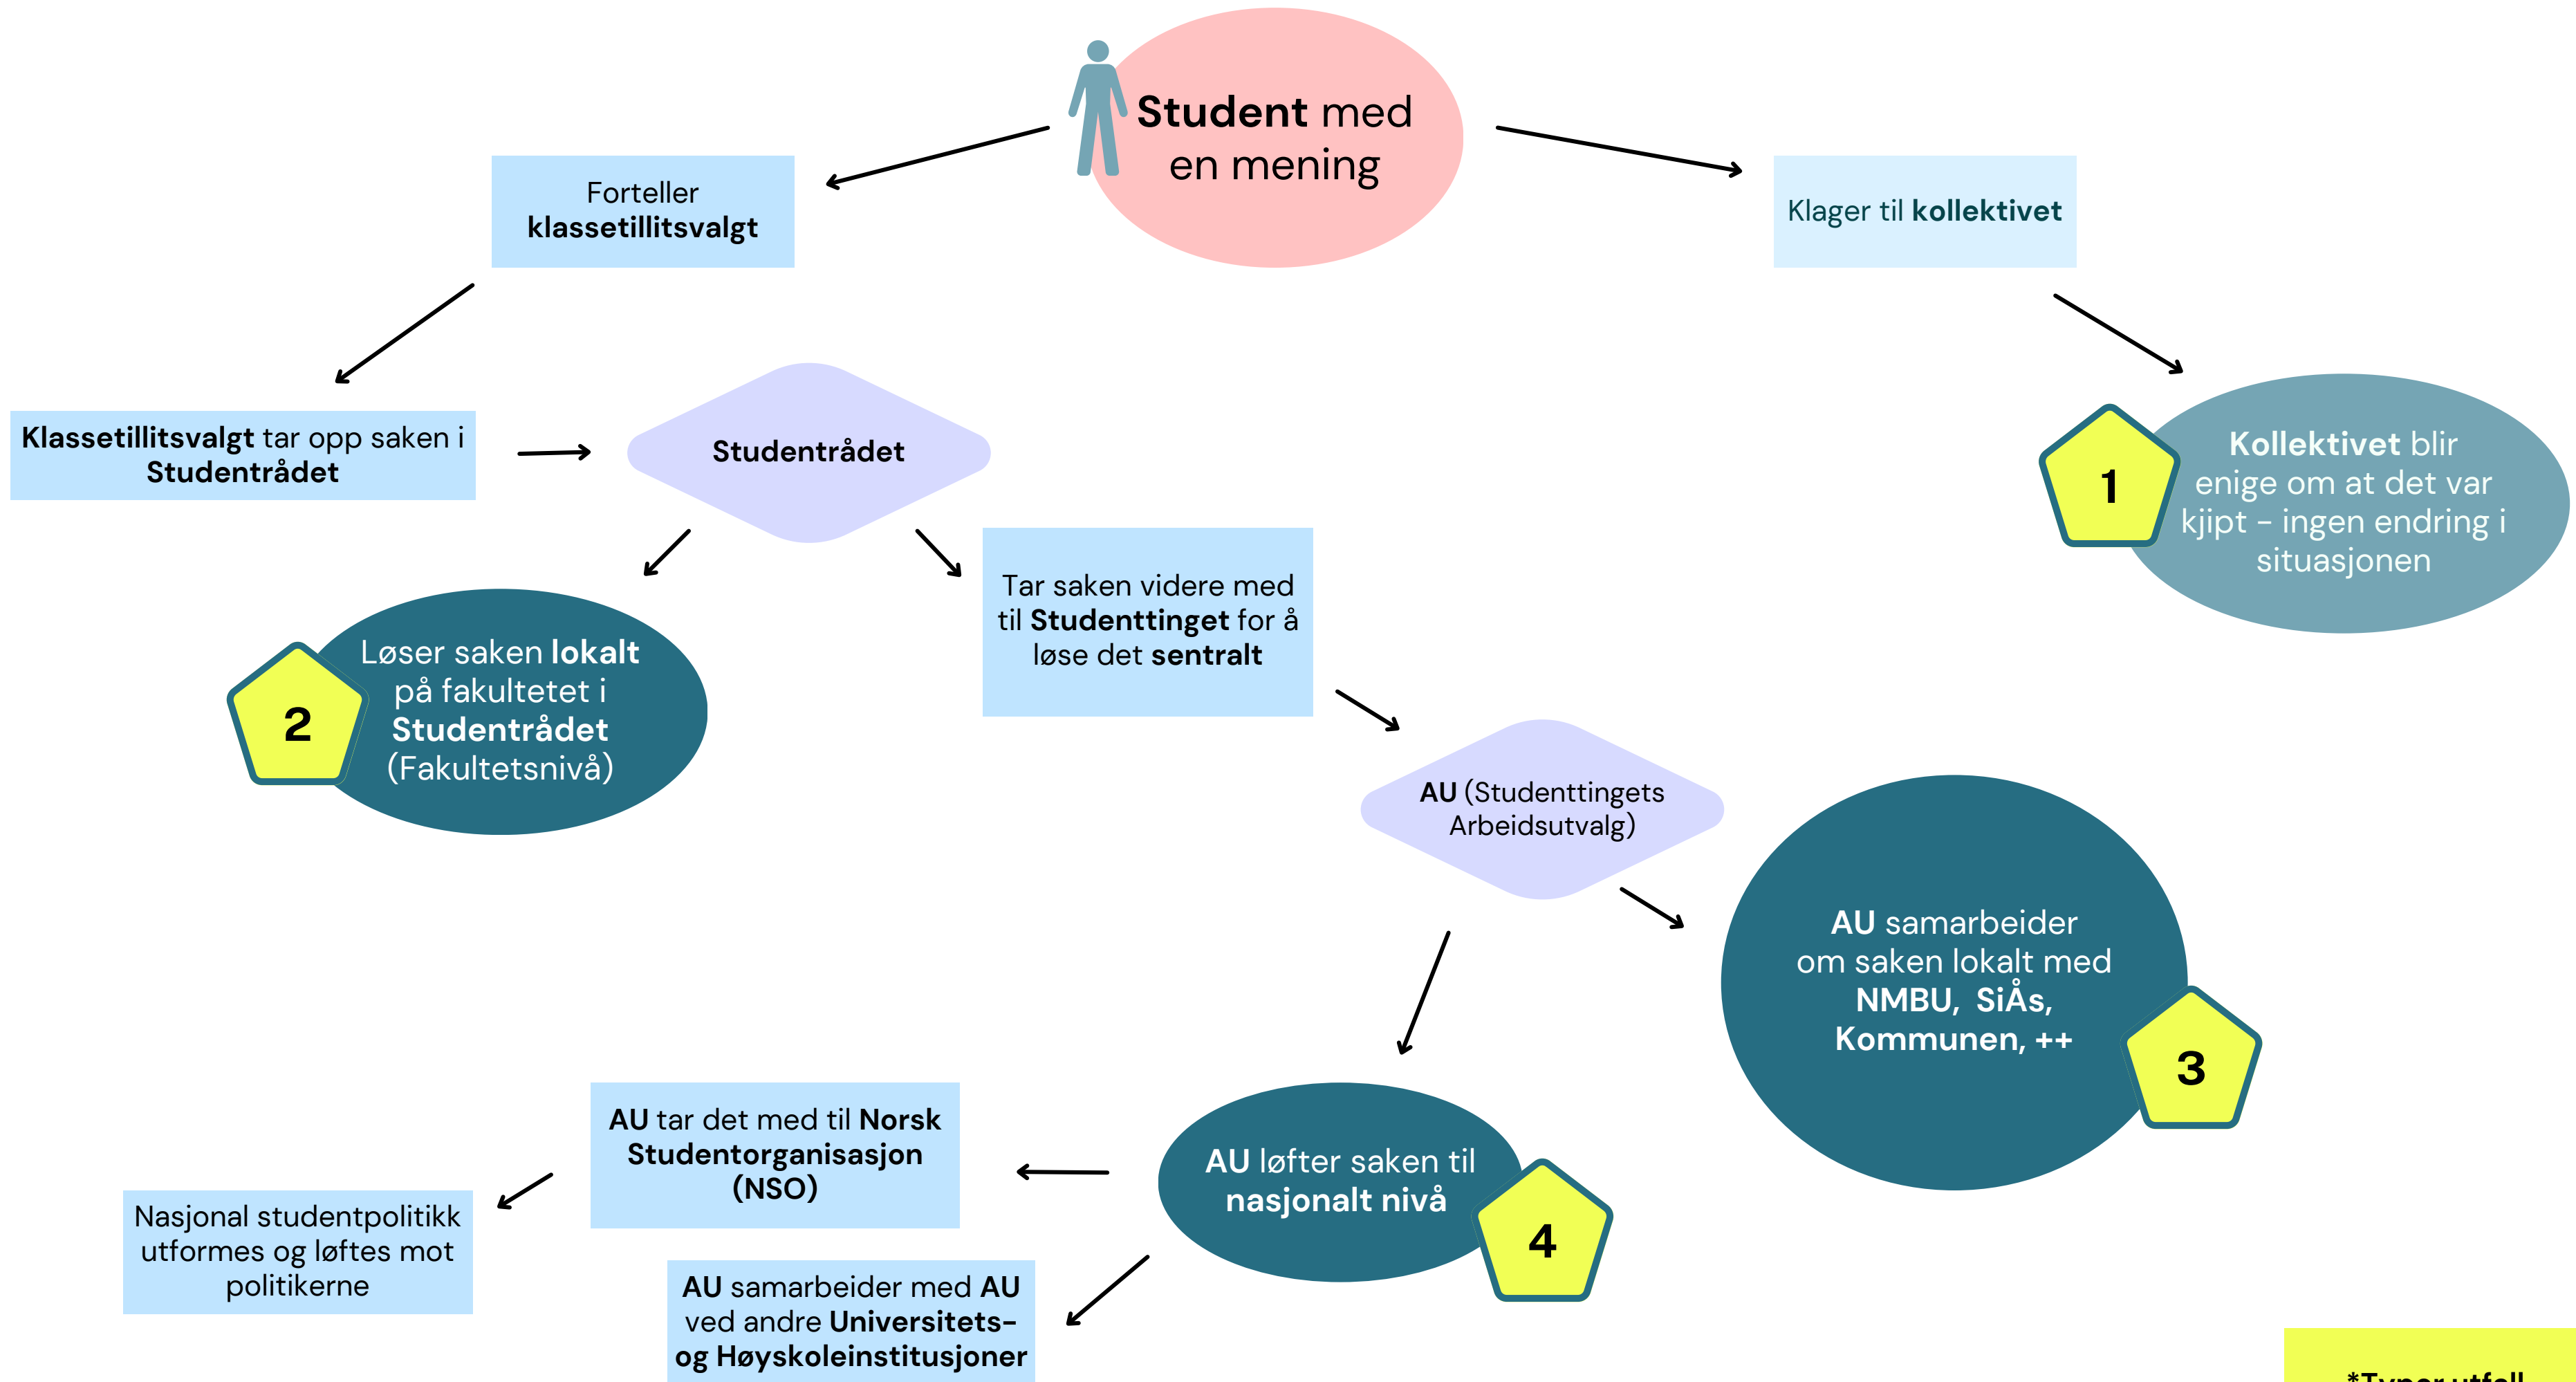 Student med
en mening
Forteller
klassetillitsvalgt
Klager til kollektivet
Klassetillitsvalgt tar opp saken i
Studentrådet
Studentrådet
1
Kollektivet blir
enige om at det var
kjipt - ingen endring i
situasjonen
Tar saken videre med
til Studenttinget for å
løse det sentralt
2
Løser saken lokalt
på fakultetet i
Studentrådet
(Fakultetsnivå)
AU (Studenttingets
Arbeidsutvalg)
AU samarbeider
om saken lokalt med
NMBU, SiÅs,
Kommunen, ++
3
AU løfter saken til
nasjonalt nivå
4
AU tar det med til Norsk
Studentorganisasjon
(NSO)
Nasjonal studentpolitikk
utformes og løftes mot
politikerne
AU samarbeider med AU
ved andre Universitets-
og Høyskoleinstitusjoner
*Typer utfall